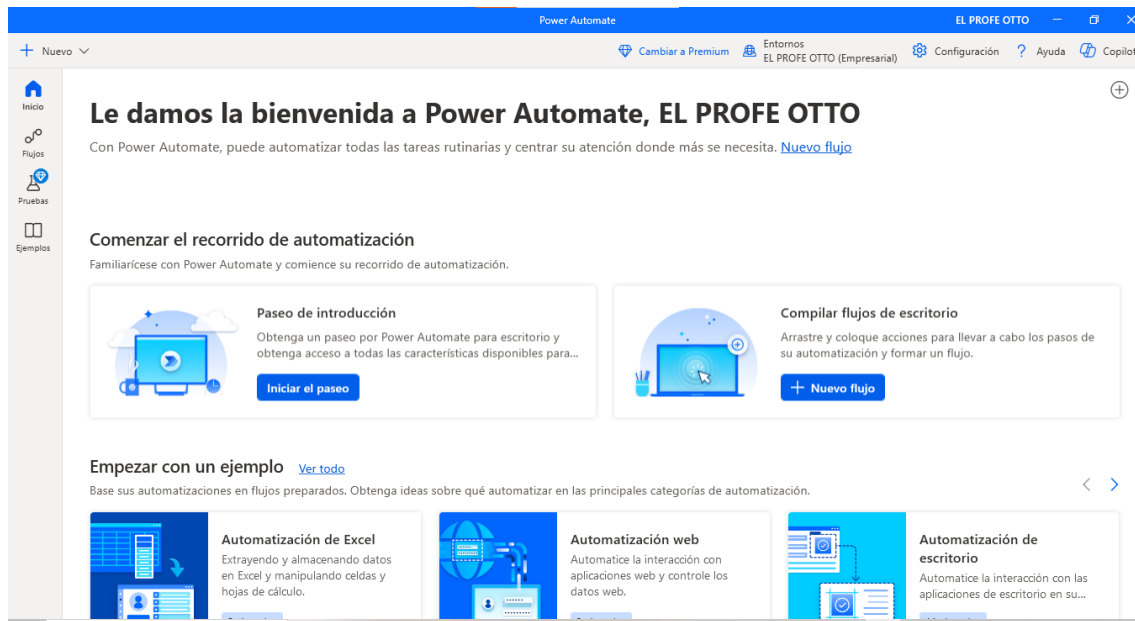 Power Automate
EL PROFE OTTO
Nuevo
Cambiar a Premium
Entornos
EL PROFE OTTO (Empresarial)
Configuración
Ayuda
Copilot
Inicio
Flujos
Pruebas
Ejemplos
Le damos la bienvenida a Power Automate, EL PROFE OTTO
Con Power Automate, puede automatizar todas las tareas rutinarias y centrar su atención donde más se necesita. Nuevo flujo
Comenzar el recorrido de automatización
Familiarícese con Power Automate y comience su recorrido de automatización.
Paseo de introducción
Obtenga un paseo por Power Automate para escritorio y
obtenga acceso a todas las características disponibles para...
Iniciar el paseo
Compilar flujos de escritorio
Arrastre y coloque acciones para llevar a cabo los pasos de
su automatización y formar un flujo.
Nuevo flujo
Empezar con un ejemplo Ver todo
Base sus automatizaciones en flujos preparados. Obtenga ideas sobre qué automatizar en las principales categorías de automatización.
Automatización de Excel
Extrayendo y almacenando datos
en Excel y manipulando celdas y
hojas de cálculo.
Automatización web
Automatice la interacción con
aplicaciones web y controle los
datos web.
Automatización de
escritorio
Automatice la interacción con las
aplicaciones de escritorio en su...